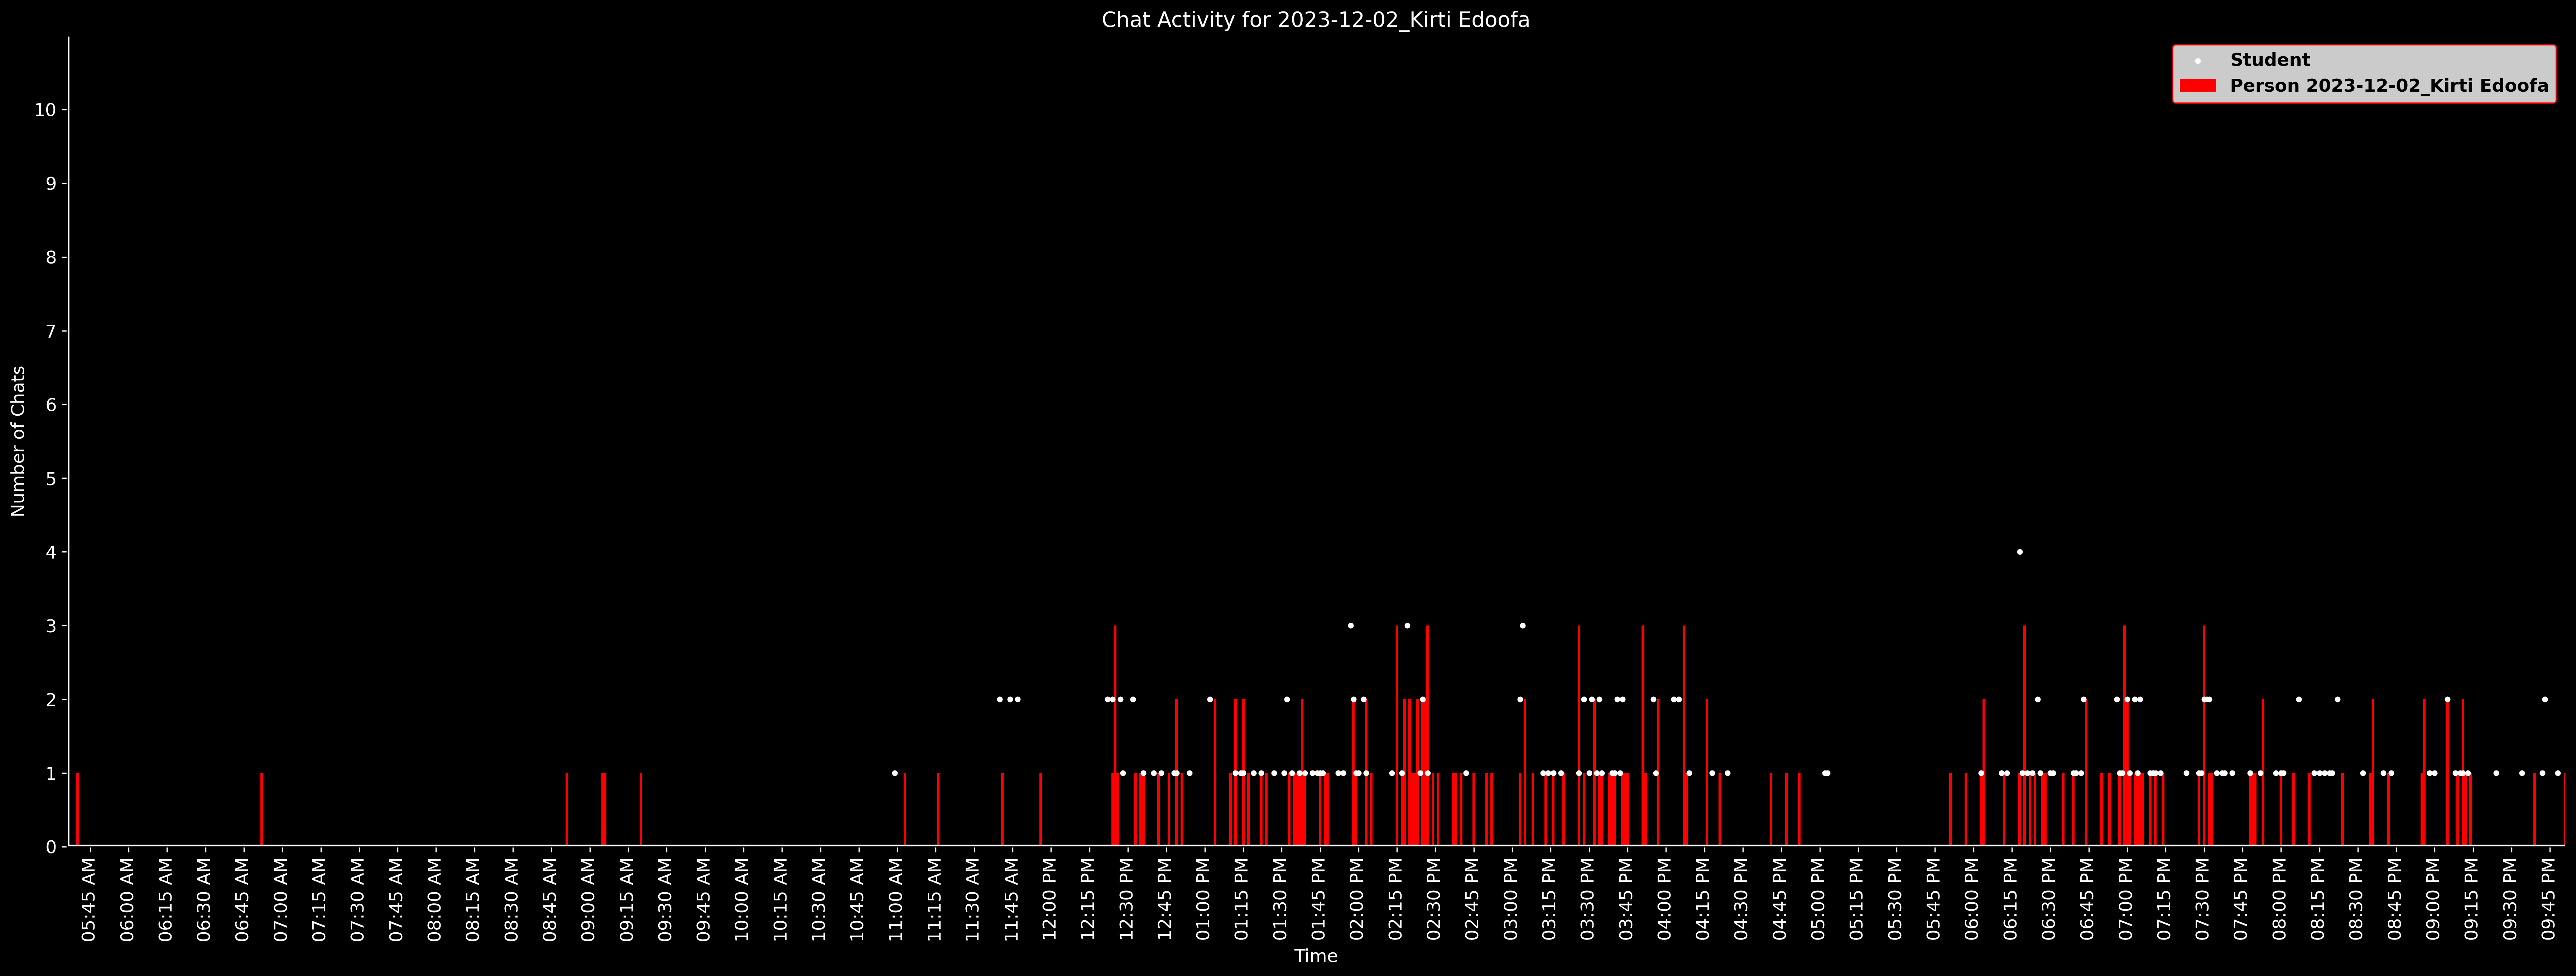 Chat Activity for 2023-12-02_Kirti Edoofa
Student
Person 2023-12-02_Kirti Edoofa
Number of Chats
10
9
8
7
6
5
4
3
2
1
0
05:45 AM
06:00 AM
06:15 AM
06:30 AM
06:45 AM
07:00 AM
07:15 AM
07:30 AM
07:45 AM
08:00 AM
08:15 AM
08:30 AM
08:45 AM
09:00 AM
09:15 AM
09:30 AM
09:45 AM
10:00 AM
10:15 AM
10:30 AM
10:45 AM
11:00 AM
11:15 AM
11:30 AM
11:45 AM
12:00 PM
12:15 PM
12:30 PM
12:45 PM
01:00 PM
01:15 PM
01:30 PM
01:45 PM
02:00 PM
02:15 PM
02:30 PM
02:45 PM
03:00 PM
03:15 PM
03:30 PM
03:45 PM
04:00 PM
04:15 PM
04:30 PM
04:45 PM
05:00 PM
05:15 PM
05:30 PM
05:45 PM
06:00 PM
06:15 PM
06:30 PM
06:45 PM
07:00 PM
07:15 PM
07:30 PM
07:45 PM
08:00 PM
08:15 PM
08:30 PM
08:45 PM
09:00 PM
09:15 PM
09:30 PM
09:45 PM
Time